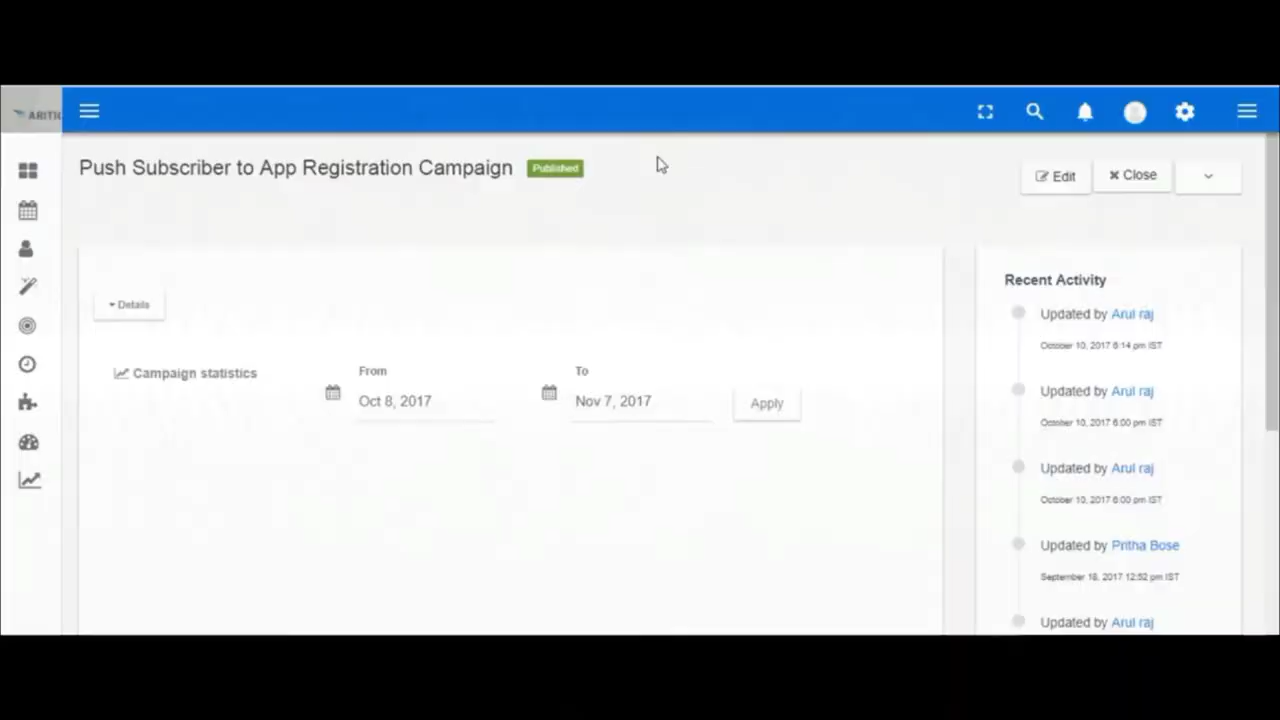 ARITIC
Push Subscriber to App Registration Campaign
Published
Edit
Close
Details
Campaign statistics
From
Oct 8, 2017
To
Nov 7, 2017
Apply
Recent Activity
Updated by Arul raj
October 10, 2017 6:14 pm IST
Updated by Arul raj
October 10, 2017 6:00 pm IST
Updated by Arul raj
October 10, 2017 6:00 pm IST
Updated by Pritha Bose
September 18, 2017 12:52 pm IST
Updated by Arul raj